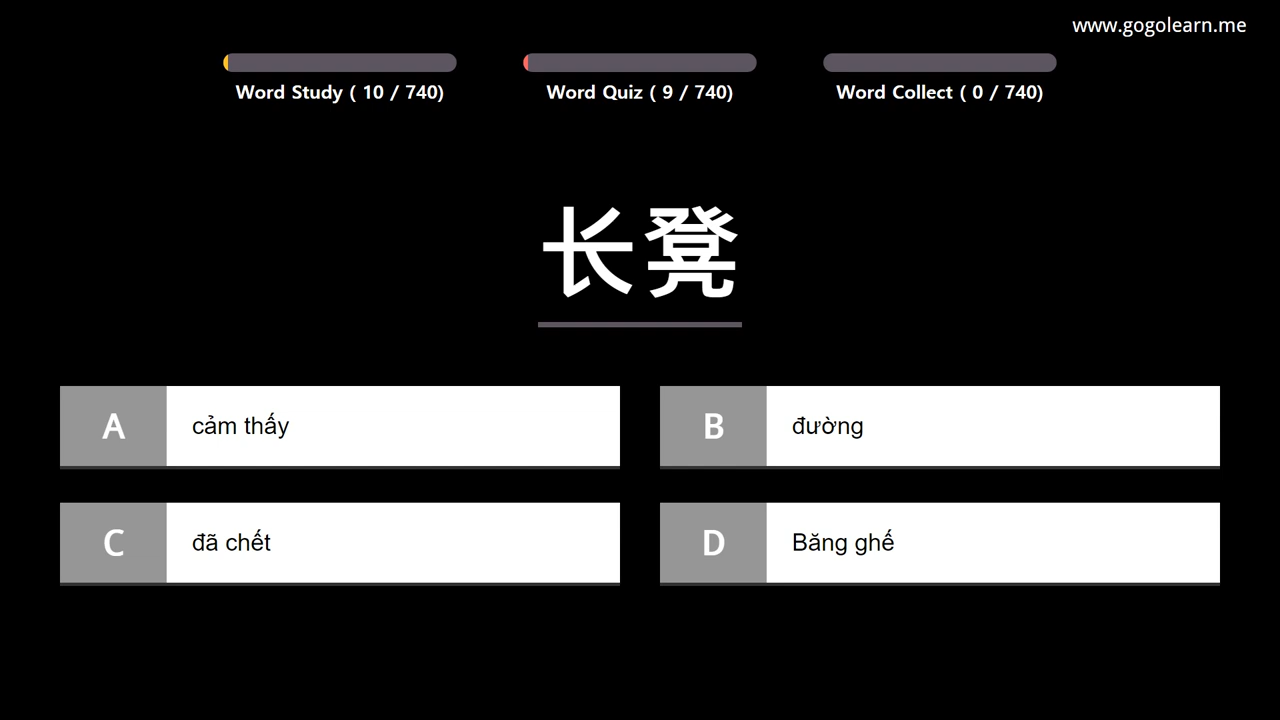 www.gogolearn.me
Word Study ( 10 / 740)
Word Quiz ( 9 / 740)
Word Collect ( 0 / 740)
长凳
A cảm thấy
B đường
C đã chết
D Băng ghế